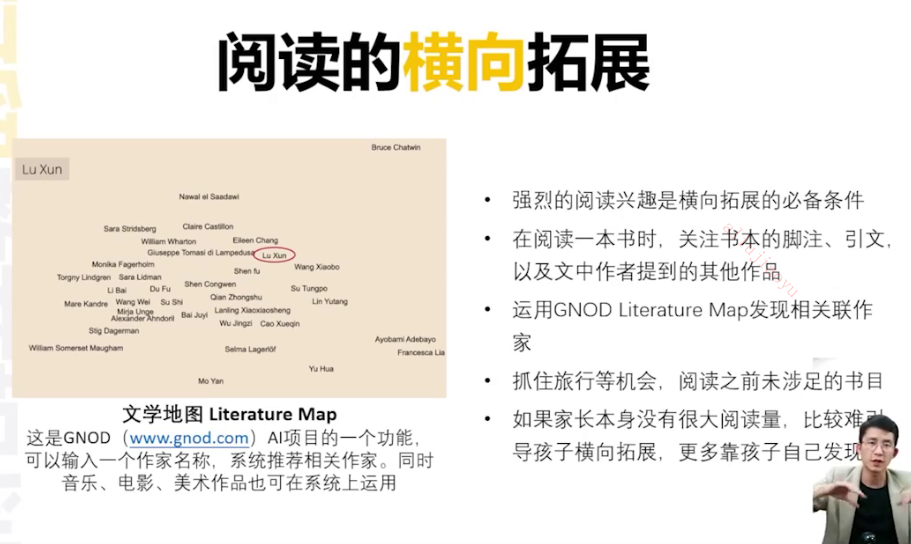 阅读的横向拓展
Lu Xun
Bruce Chatwin
Nawal el Saadawi
Sara Stridsberg
Claire Castillon
William Wharton
Eileen Chang
Giuseppe Tomasi di Lampedusa
Lu Xun
Monika Fagerholm
Shen fu
Wang Xiaobo
Torgny Lindgren
Sara Lidman
Shen Congwen
Li Bai
Du Fu
Su Tungpo
Qian Zhongshu
Mare Kandre
Wang Wei
Su Shi
Lin Yutang
Mirja Unge
Lanling Xiaoxiaosheng
Alexander Ahndoril
Bai Juyi
Wu Jingzi
Cao Xueqin
Stig Dagerman
Ayobami Adebayo
William Somerset Maugham
Selma Lagerlöf
Francesca Lia
Yu Hua
Mo Yan
文学地图 Literature Map
这是GNOD（www.gnod.com）AI项目的一个功能，
可以输入一个作家名称，系统推荐相关作家。同时
音乐、电影、美术作品也可在系统上运用
• 强烈的阅读兴趣是横向拓展的必备条件
• 在阅读一本书时，关注书本的脚注、引文，
以及文中作者提到的其他作品
• 运用GNOD Literature Map发现相关联作
家
• 抓住旅行等机会，阅读之前未涉足的书目
• 如果家长本身没有很大阅读量，比较难引
导孩子横向拓展，更多靠孩子自己发现